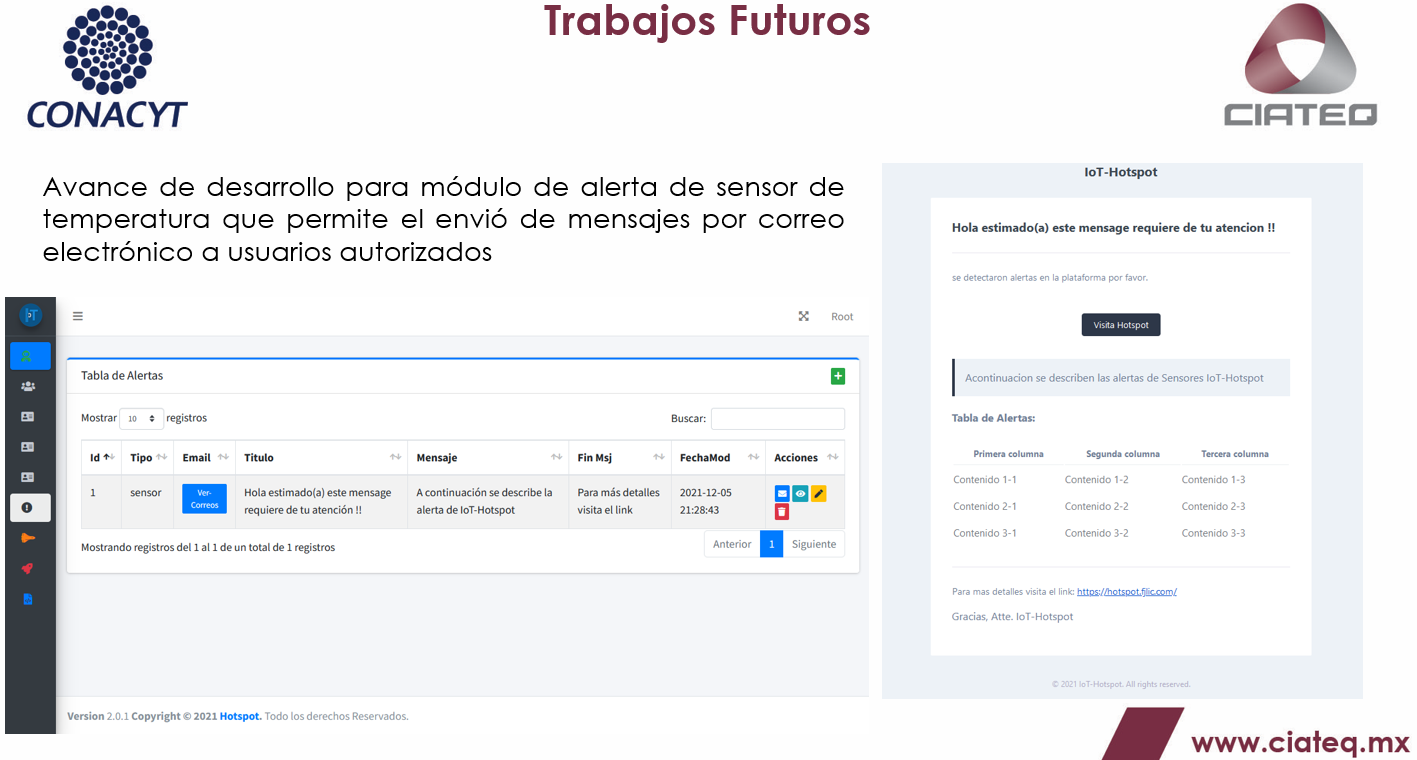 Trabajos Futuros
CONACYT
CIATEQ
Avance de desarrollo para módulo de alerta de sensor de
temperatura que permite el envió de mensajes por correo
electrónico a usuarios autorizados
Root
Tabla de Alertas
Mostrar 10 registros
Buscar:
Id Tipo Email Titulo Mensaje Fin Msj FechaMod Acciones
1 sensor Ver- Hola estimado(a) este mensage A continuación se describe la Para más detalles 2021-12-05
Correos requiere de tu atención !! alerta de IoT-Hotspot visita el link 21:28:43
Mostrando registros del 1 al 1 de un total de 1 registros
Anterior 1 Siguiente
Version 2.0.1 Copyright © 2021 Hotspot. Todo los derechos Reservados.
IoT-Hotspot
Hola estimado(a) este mensage requiere de tu atencion !!
se detectaron alertas en la plataforma por favor.
Visita Hotspot
Acontinuacion se describen las alertas de Sensores IoT-Hotspot
Tabla de Alertas:
Primera columna Segunda columna Tercera columna
Contenido 1-1 Contenido 1-2 Contenido 1-3
Contenido 2-1 Contenido 2-2 Contenido 2-3
Contenido 3-1 Contenido 3-2 Contenido 3-3
Para mas detalles visita el link: https://hotspot.fjlic.com/
Gracias, Atte. IoT-Hotspot
© 2021 IoT-Hotspot. All rights reserved.
www.ciateq.mx